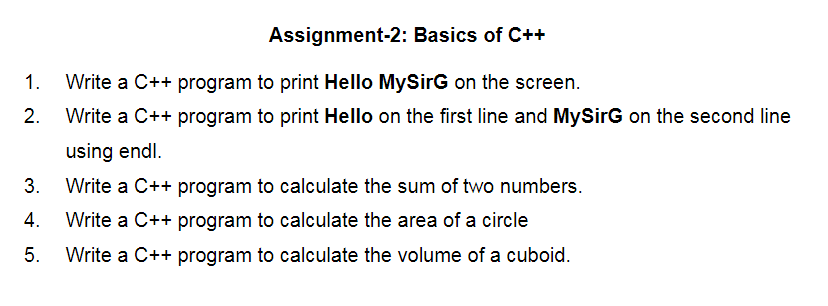 Assignment-2: Basics of C++
1. Write a C++ program to print Hello MySirG on the screen.
2. Write a C++ program to print Hello on the first line and MySirG on the second line
using endl.
3. Write a C++ program to calculate the sum of two numbers.
4. Write a C++ program to calculate the area of a circle
5. Write a C++ program to calculate the volume of a cuboid.